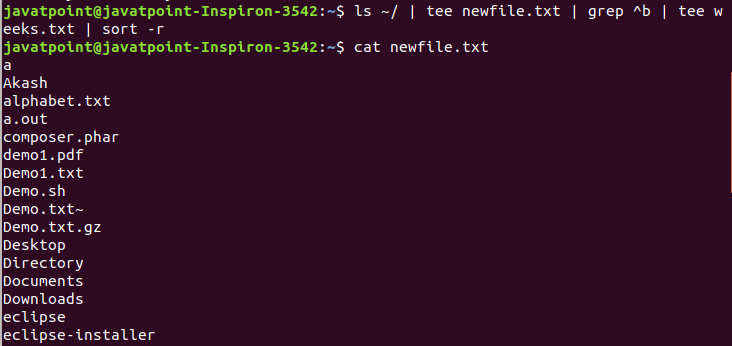 javatpoint@javatpoint-Inspiron-3542:~$ ls ~/ | tee newfile.txt | grep ^b | tee w
eeks.txt | sort -r
javatpoint@javatpoint-Inspiron-3542:~$ cat newfile.txt
a
Akash
alphabet.txt
a.out
composer.phar
demo1.pdf
Demo1.txt
Demo.sh
Demo.txt~
Demo.txt.gz
Desktop
Directory
Documents
Downloads
eclipse
eclipse-installer